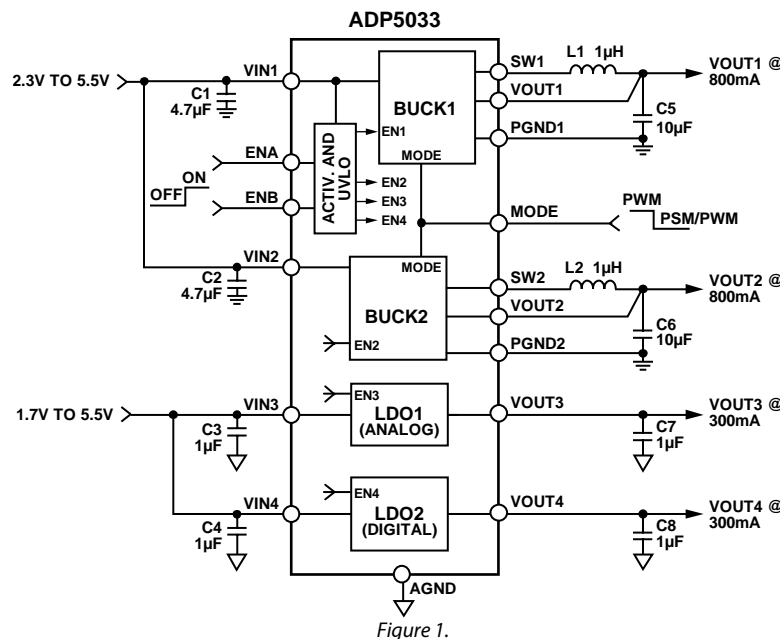 ADP5033
2.3V TO 5.5V
VIN1
C1
4.7µF
BUCK1
MODE
SW1
L1 1µH
VOUT1 @
800mA
VOUT1
C5
10µF
PGND1
ENA
ON
OFF
ENB
ACTIV. AND
UVLO
EN1
EN2
EN3
EN4
MODE
PWM
PSM/PWM
VIN2
C2
4.7µF
MODE
BUCK2
EN2
SW2
L2 1µH
VOUT2 @
800mA
VOUT2
C6
10µF
PGND2
1.7V TO 5.5V
VIN3
C3
1µF
EN3
LDO1
(ANALOG)
VOUT3
VOUT3 @
300mA
C7
1µF
VIN4
C4
1µF
EN4
LDO2
(DIGITAL)
VOUT4
VOUT4 @
300mA
C8
1µF
AGND
Figure 1.